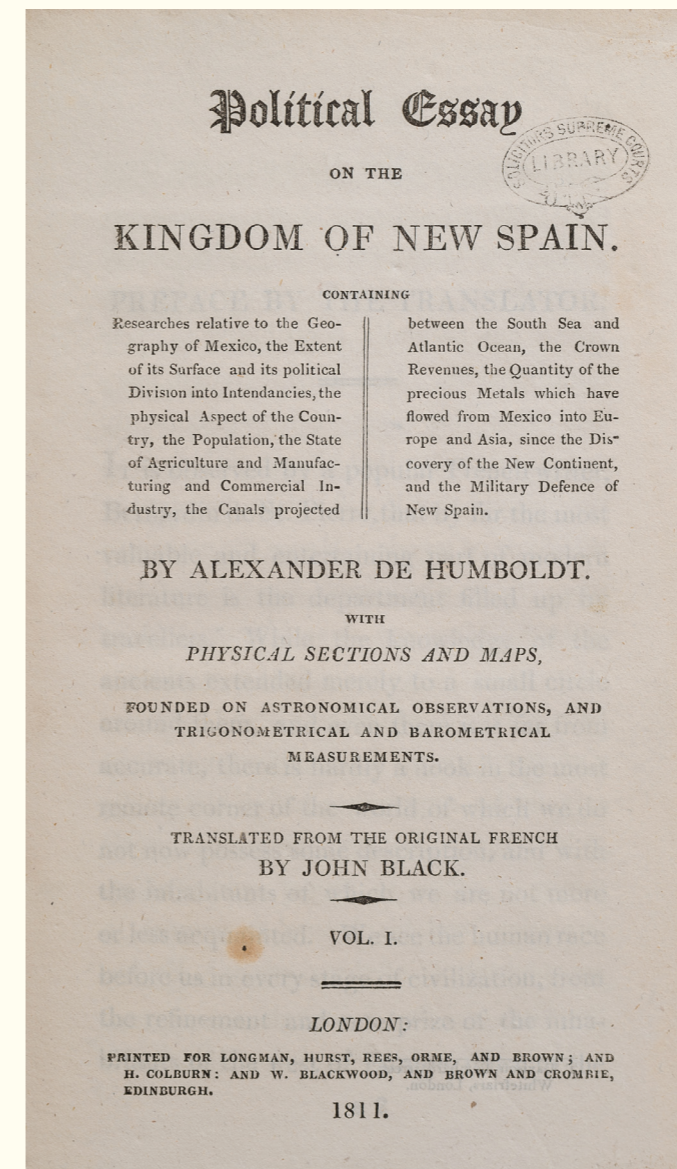 Political Essay
ON THE
KINGDOM OF NEW SPAIN.
SOLICITORS SUPREME COURTS
LIBRARY
CONTAINING
Researches relative to the Geo-
graphy of Mexico, the Extent
of its Surface and its political
Division into Intendancies, the
physical Aspect of the Coun-
try, the Population, the State
of Agriculture and Manufac-
turing and Commercial In-
dustry, the Canals projected
between the South Sea and
Atlantic Ocean, the Crown
Revenues, the Quantity of the
precious Metals which have
flowed from Mexico into Eu-
rope and Asia, since the Dis-
covery of the New Continent,
and the Military Defence of
New Spain.
BY ALEXANDER DE HUMBOLDT.
WITH
PHYSICAL SECTIONS AND MAPS,
FOUNDED ON ASTRONOMICAL OBSERVATIONS, AND
TRIGONOMETRICAL AND BAROMETRICAL
MEASUREMENTS.
TRANSLATED FROM THE ORIGINAL FRENCH
BY JOHN BLACK.
VOL. I.
LONDON:
PRINTED FOR LONGMAN, HURST, REES, ORME, AND BROWN; AND
H. COLBURN: AND W. BLACKWOOD, AND BROWN AND CROMBIE,
EDINBURGH.
1811.